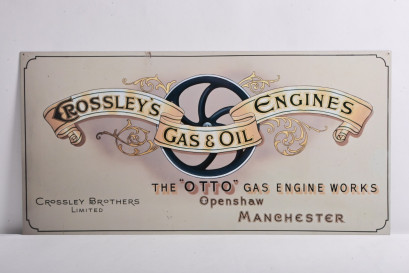 CROSSLEY'S GAS & OIL ENGINES
THE "OTTO" GAS ENGINE WORKS
Openshaw
MANCHESTER
CROSSLEY BROTHERS
LIMITED